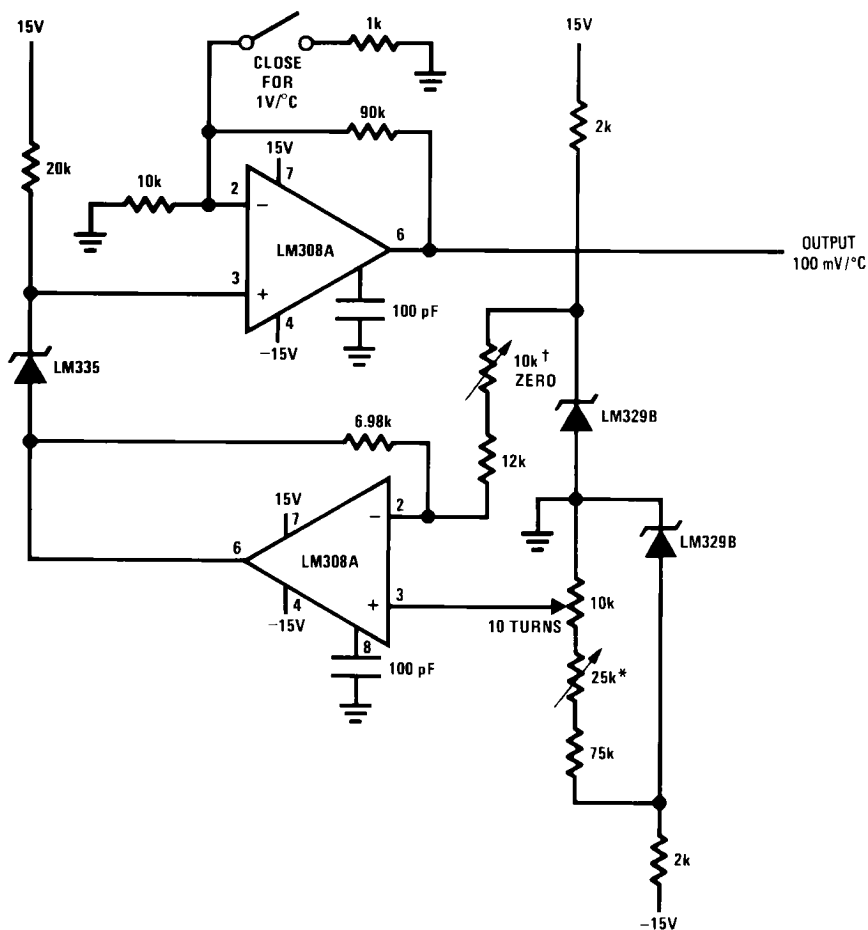 15V
1k
15V
CLOSE
FOR
1V/°C
90k
2k
20k
10k
15V
7
2
−
6
LM308A
OUTPUT
100 mV/°C
3
+
100 pF
4
−15V
10k†
ZERO
LM335
LM329B
6.98k
12k
15V
7
2
−
LM329B
6
LM308A
+
3
10 TURNS
10k
4
−15V
8
100 pF
25k*
75k
2k
−15V